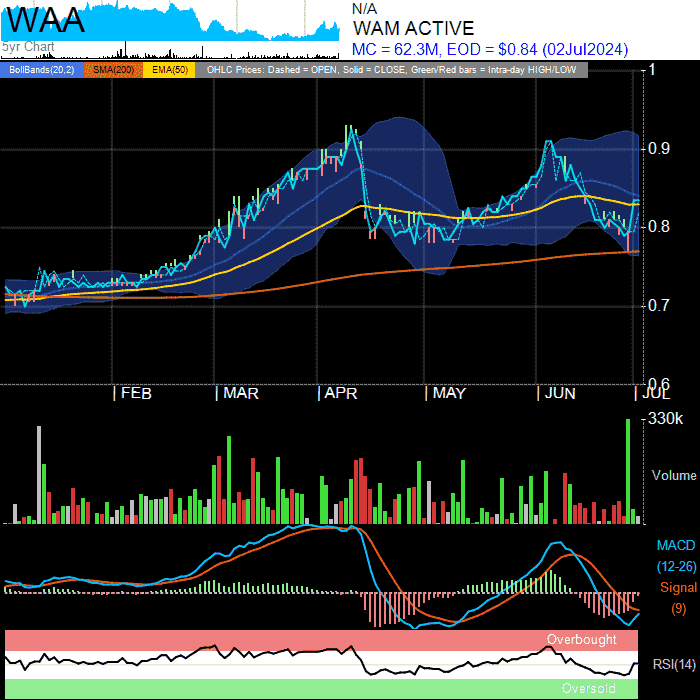 WAA
5yr Chart
N/A
WAM ACTIVE
MC = 62.3M, EOD = $0.84 (02Jul2024)
BollBands(20,2) SMA(200) EMA(50) OHLC Prices: Dashed = OPEN, Solid = CLOSE, Green/Red bars = Intra-day HIGH/LOW
1
0.9
0.8
0.7
0.6
FEB MAR APR MAY JUN JUL
330k
Volume
MACD
(12-26)
Signal
(9)
Overbought
RSI(14)
Oversold